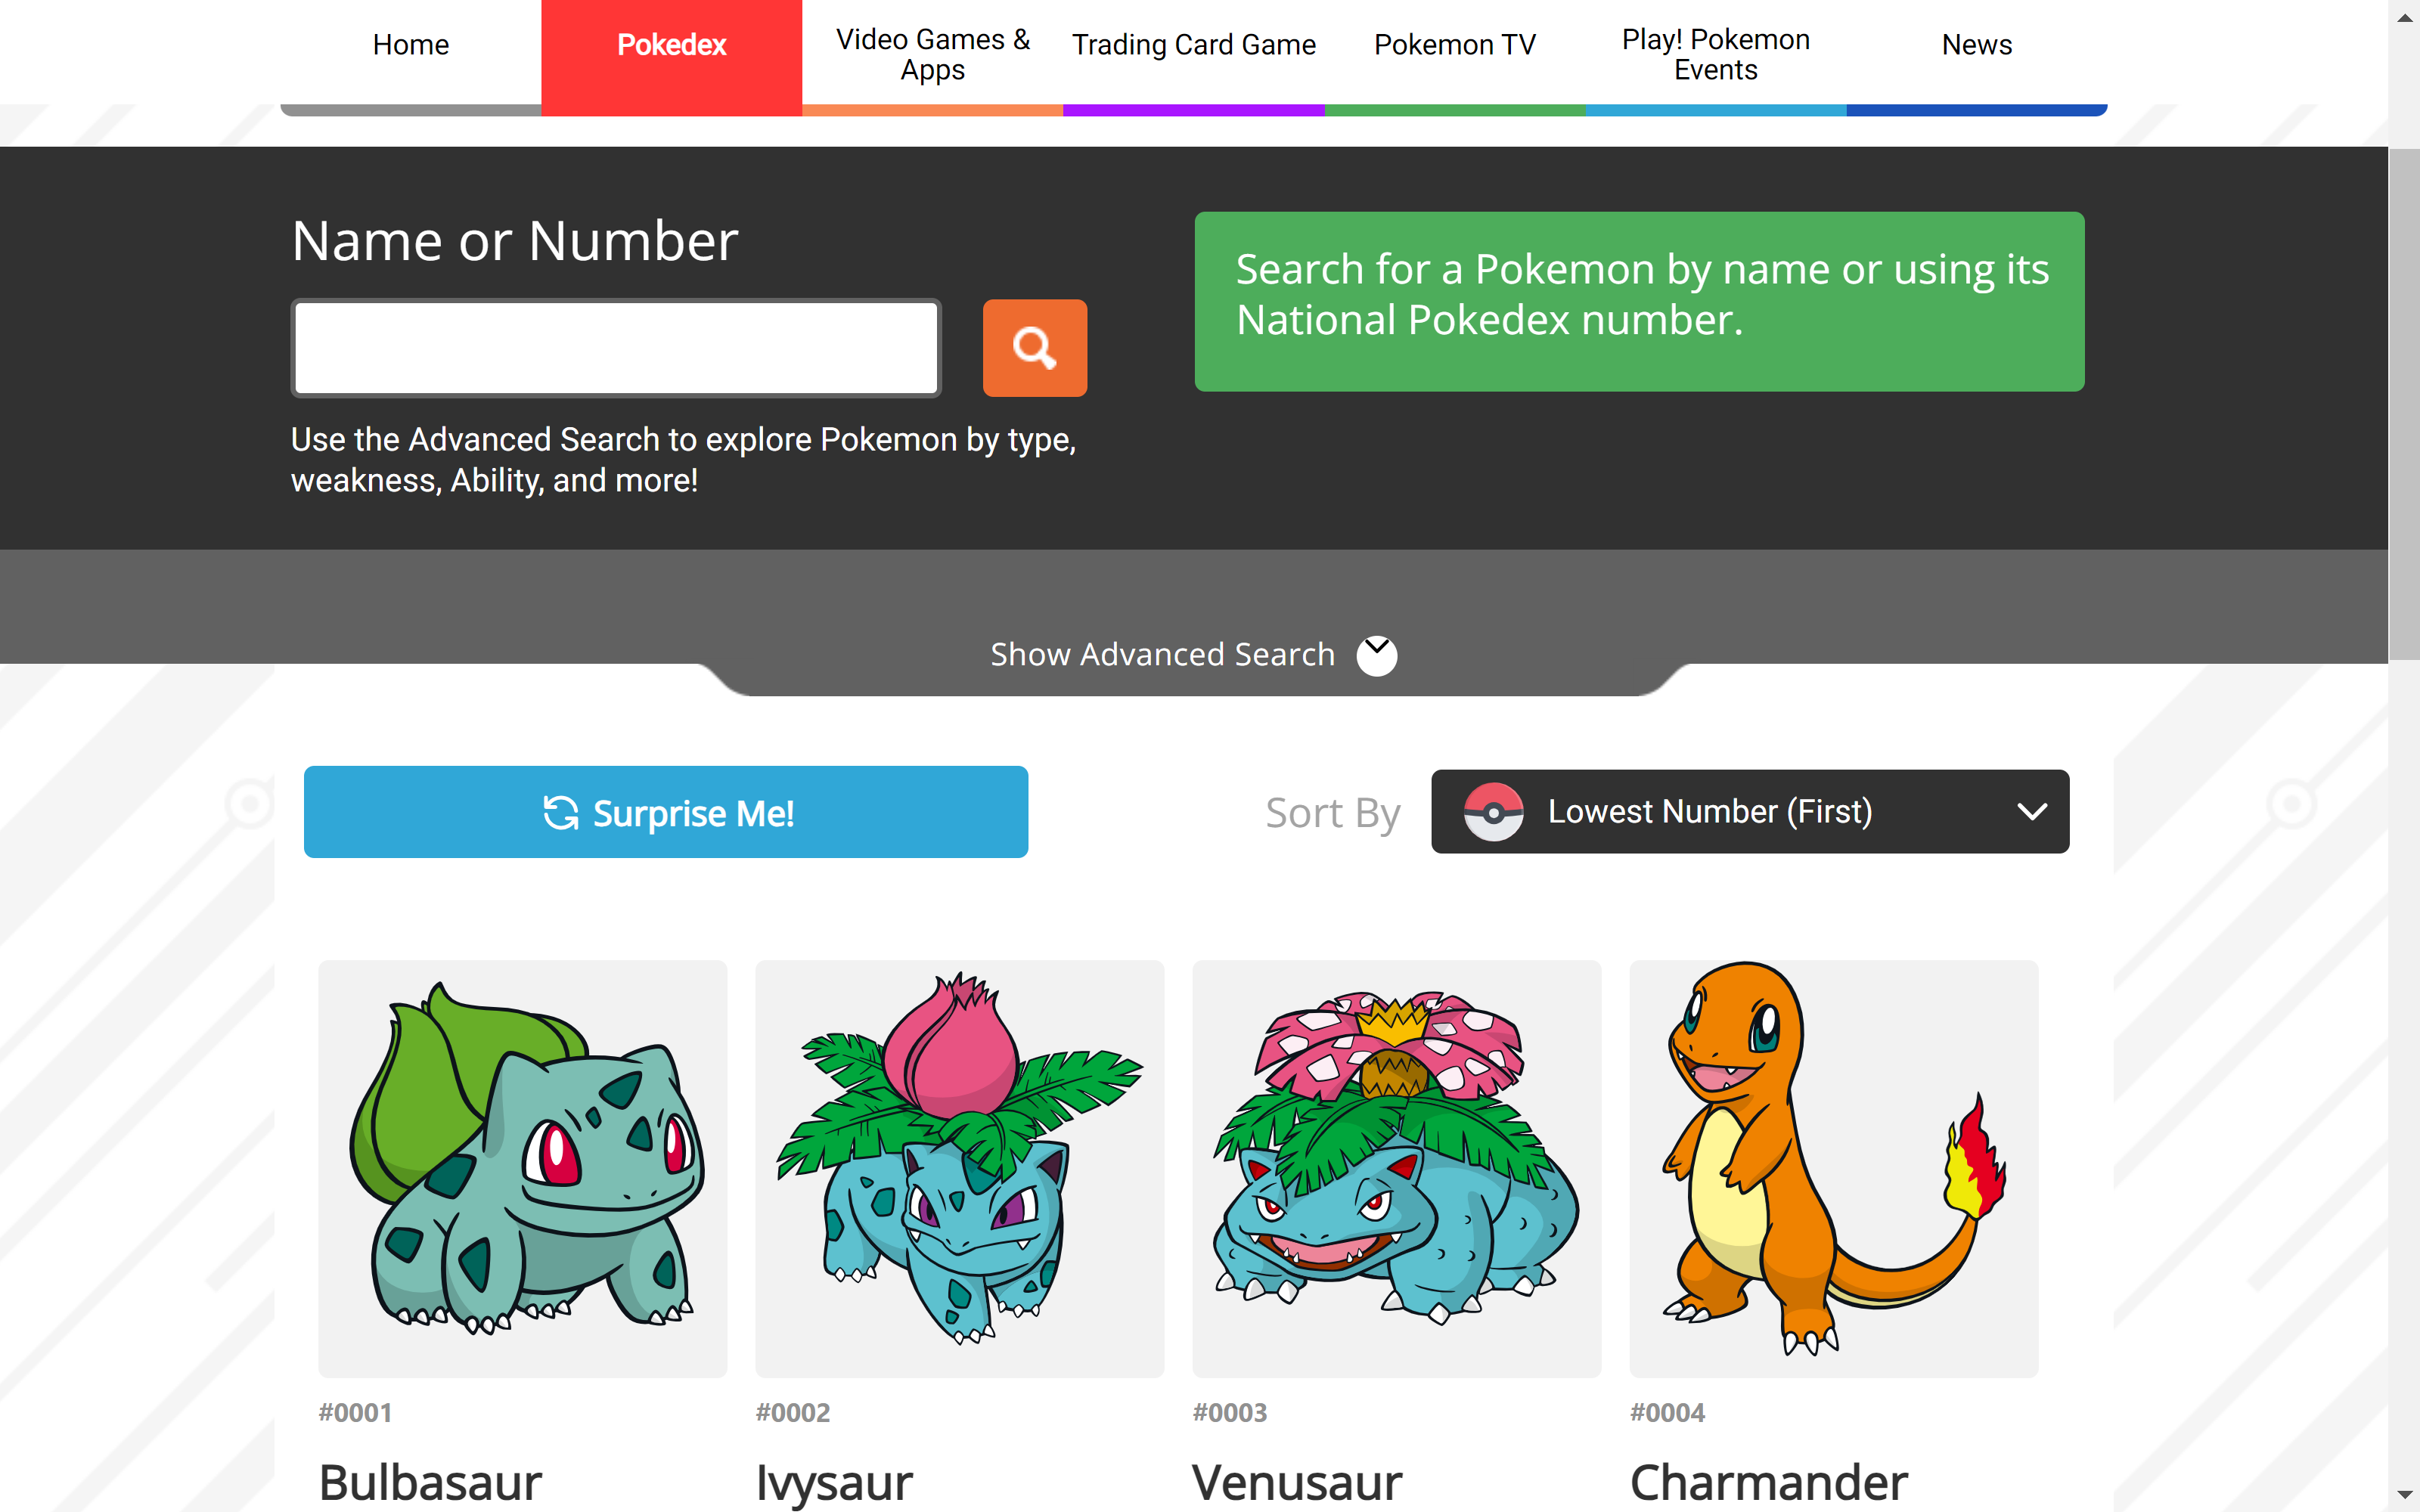 Home
Pokedex
Video Games &
Apps
Trading Card Game
Pokemon TV
Play! Pokemon
Events
News
Name or Number
Search for a Pokemon by name or using its
National Pokedex number.
Use the Advanced Search to explore Pokemon by type,
weakness, Ability, and more!
Show Advanced Search
Surprise Me!
Sort By
Lowest Number (First)
#0001
Bulbasaur
#0002
Ivysaur
#0003
Venusaur
#0004
Charmander